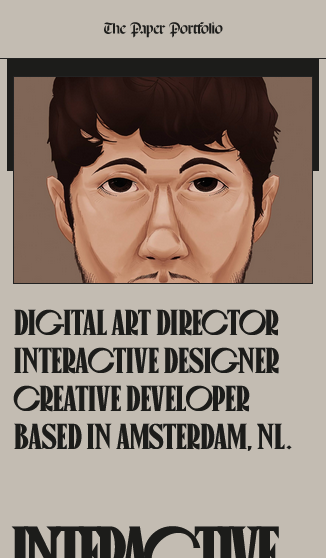 The Paper Portfolio
DIGITAL ART DIRECTOR
INTERACTIVE DESIGNER
CREATIVE DEVELOPER
BASED IN AMSTERDAM, NL.
INTERACTIVE